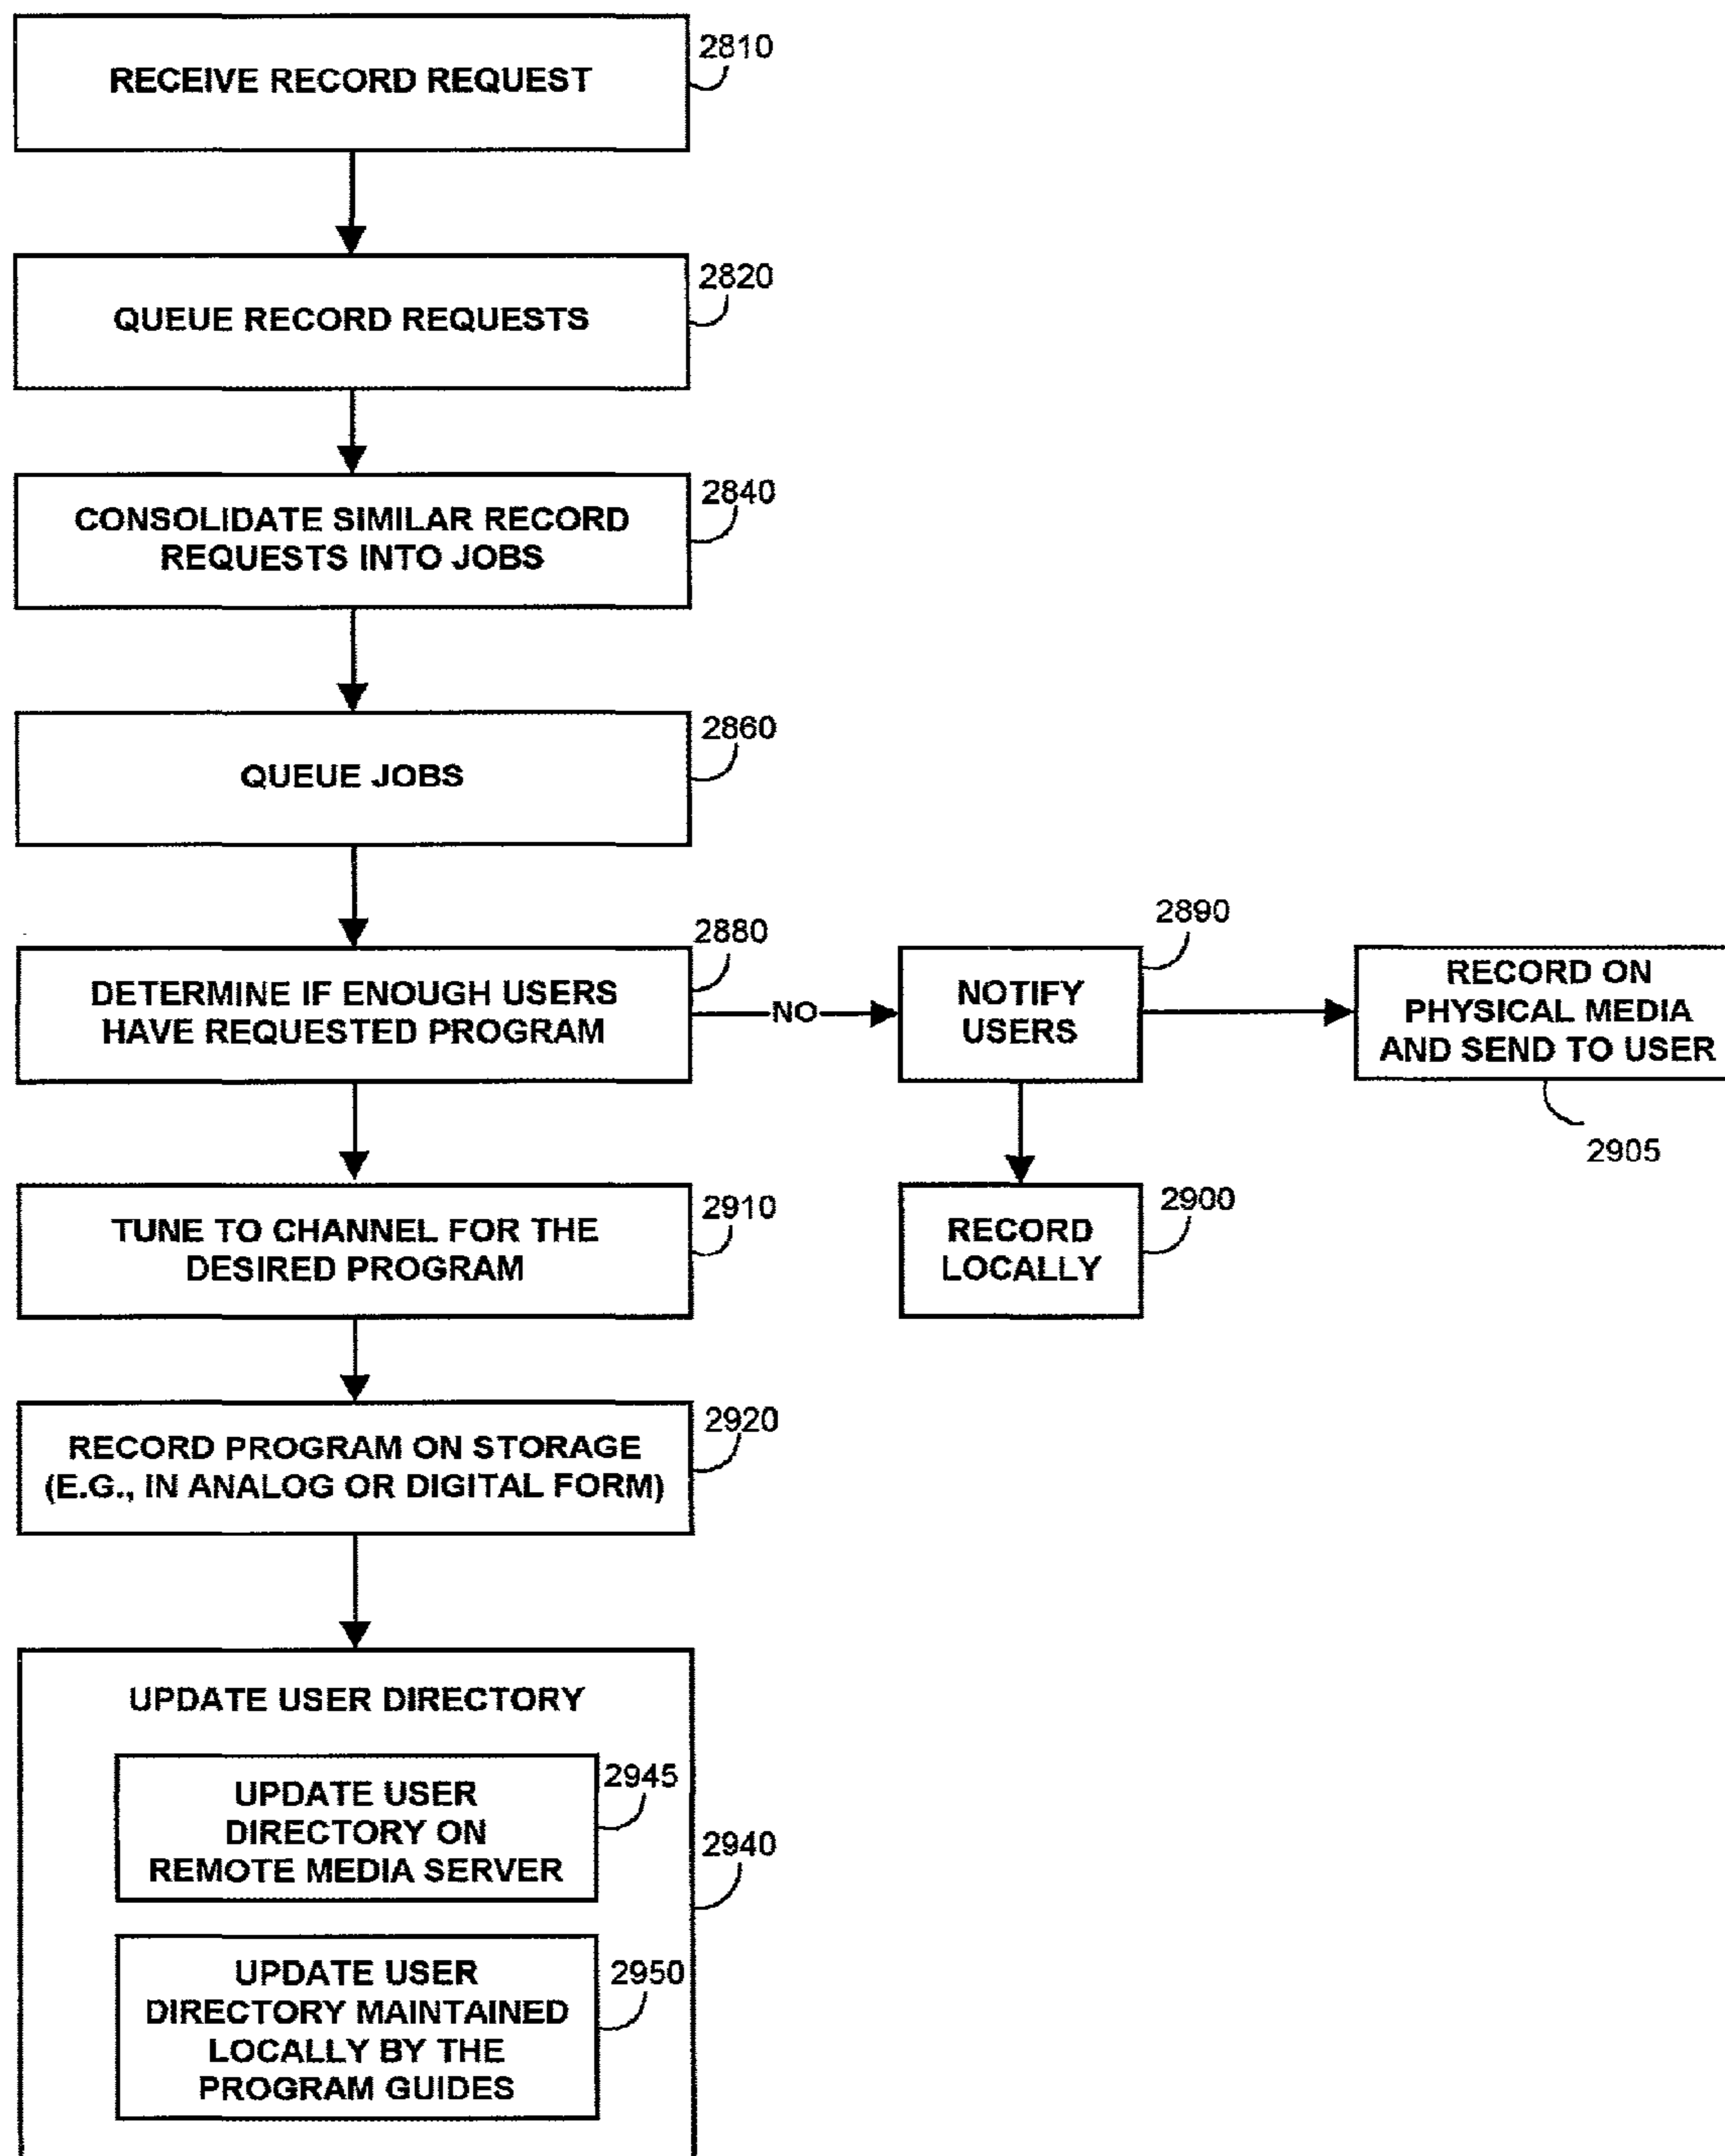 2810
RECEIVE RECORD REQUEST
2820
QUEUE RECORD REQUESTS
2840
CONSOLIDATE SIMILAR RECORD
REQUESTS INTO JOBS
2860
QUEUE JOBS
2880
DETERMINE IF ENOUGH USERS
HAVE REQUESTED PROGRAM
NO
2890
NOTIFY
USERS
RECORD ON
PHYSICAL MEDIA
AND SEND TO USER
2905
2900
RECORD
LOCALLY
2910
TUNE TO CHANNEL FOR THE
DESIRED PROGRAM
2920
RECORD PROGRAM ON STORAGE
(E.G., IN ANALOG OR DIGITAL FORM)
UPDATE USER DIRECTORY
2945
UPDATE USER
DIRECTORY ON
REMOTE MEDIA SERVER
2940
2950
UPDATE USER
DIRECTORY MAINTAINED
LOCALLY BY THE
PROGRAM GUIDES